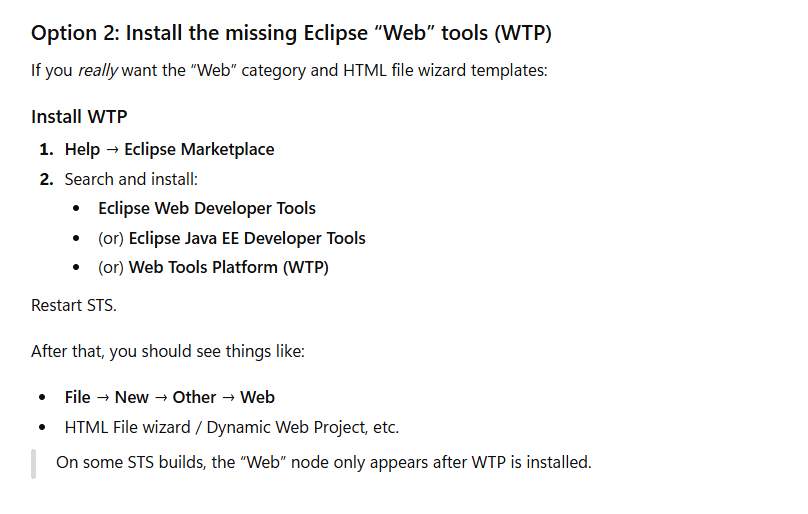 Option 2: Install the missing Eclipse “Web” tools (WTP)
If you really want the “Web” category and HTML file wizard templates:
Install WTP
1. Help → Eclipse Marketplace
2. Search and install:
• Eclipse Web Developer Tools
• (or) Eclipse Java EE Developer Tools
• (or) Web Tools Platform (WTP)
Restart STS.
After that, you should see things like:
• File → New → Other → Web
• HTML File wizard / Dynamic Web Project, etc.
On some STS builds, the “Web” node only appears after WTP is installed.